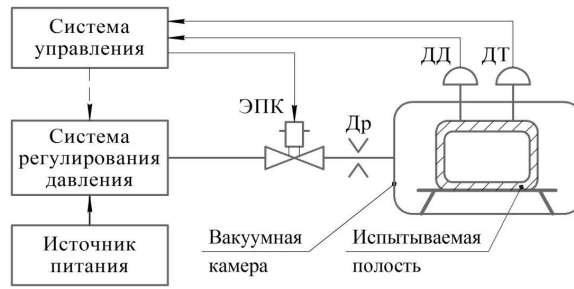 Система
управления
ДД
ДТ
ЭПК
Др
Система
регулирования
давления
Источник
питания
Вакуумная
камера
Испытываемая
полость